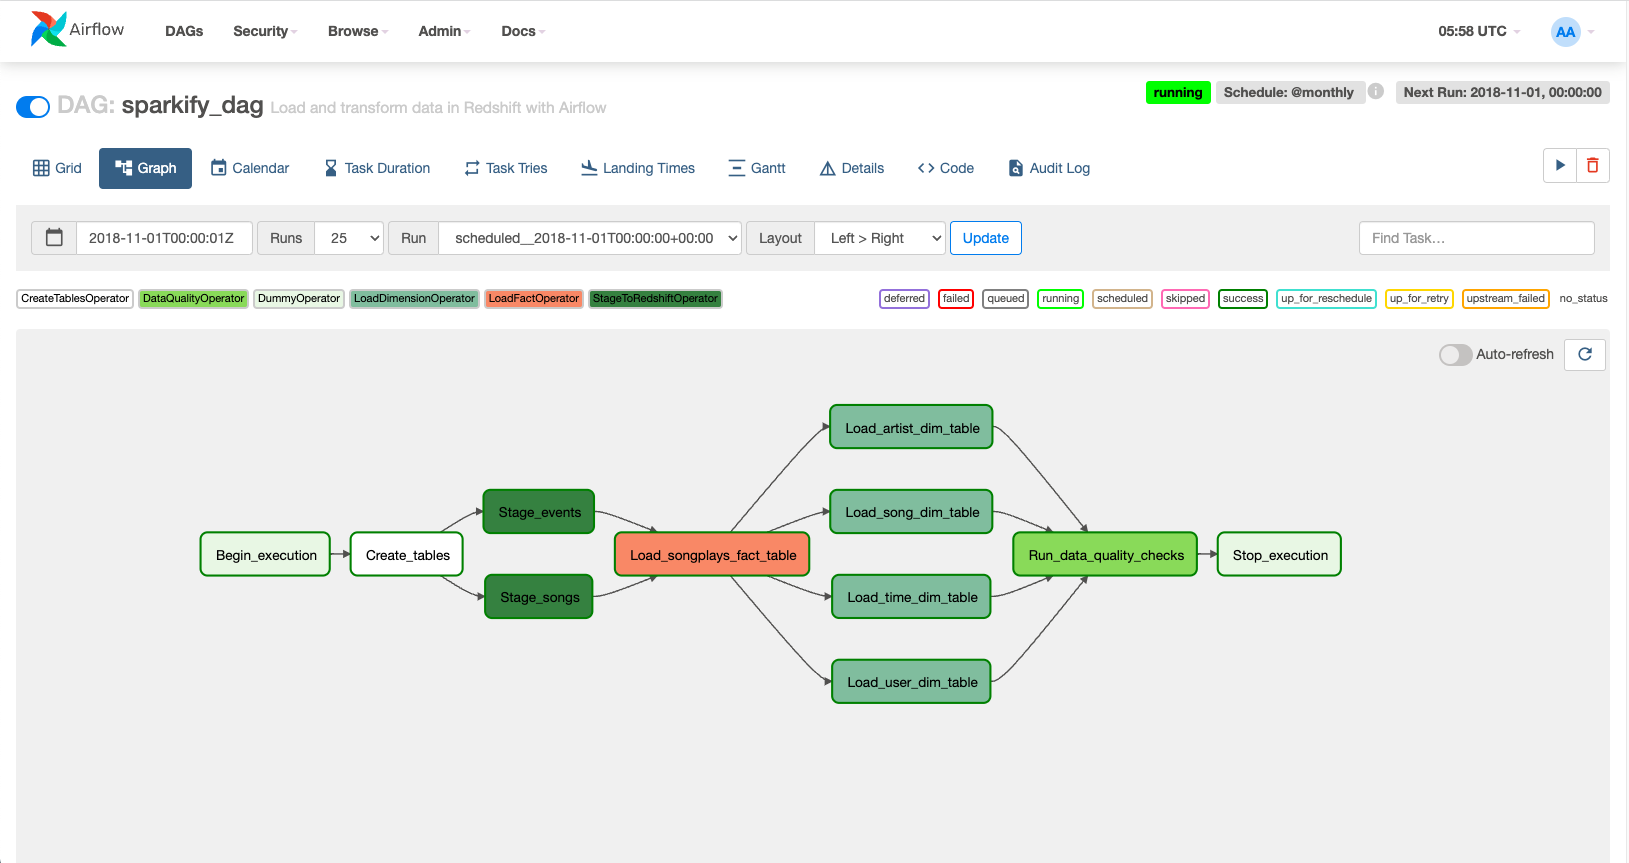 Airflow DAGs Security Browse Admin Docs 05:58 UTC AA
running Schedule: @monthly i Next Run: 2018-11-01, 00:00:00
DAG: sparkify_dag Load and transform data in Redshift with Airflow
Grid Graph Calendar Task Duration Task Tries Landing Times Gantt Details Code Audit Log
2018-11-01T00:00:01Z Runs 25 Run scheduled__2018-11-01T00:00:00+00:00 Layout Left > Right Update Find Task...
CreateTablesOperator DataQualityOperator DummyOperator LoadDimensionOperator LoadFactOperator StageToRedshiftOperator deferred failed queued running scheduled skipped success up_for_reschedule up_for_retry upstream_failed no_status
Auto-refresh
Load_artist_dim_table
Stage_events Load_song_dim_table
Begin_execution Create_tables Load_songplays_fact_table Run_data_quality_checks Stop_execution
Stage_songs Load_time_dim_table
Load_user_dim_table